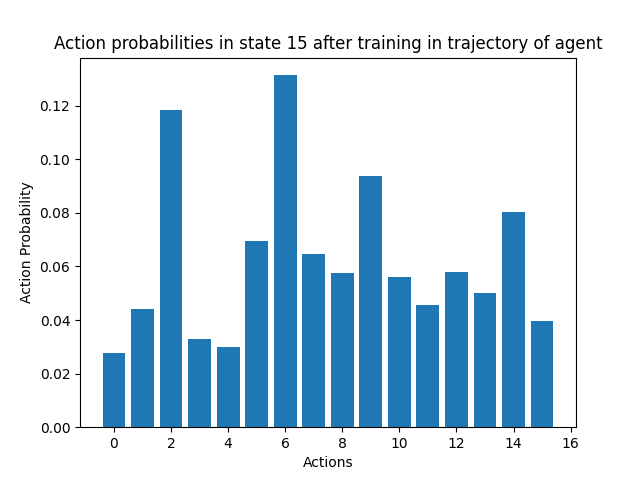 Action probabilities in state 15 after training in trajectory of agent
Action Probability
0.12
0.10
0.08
0.06
0.04
0.02
0.00
0 2 4 6 8 10 12 14 16
Actions